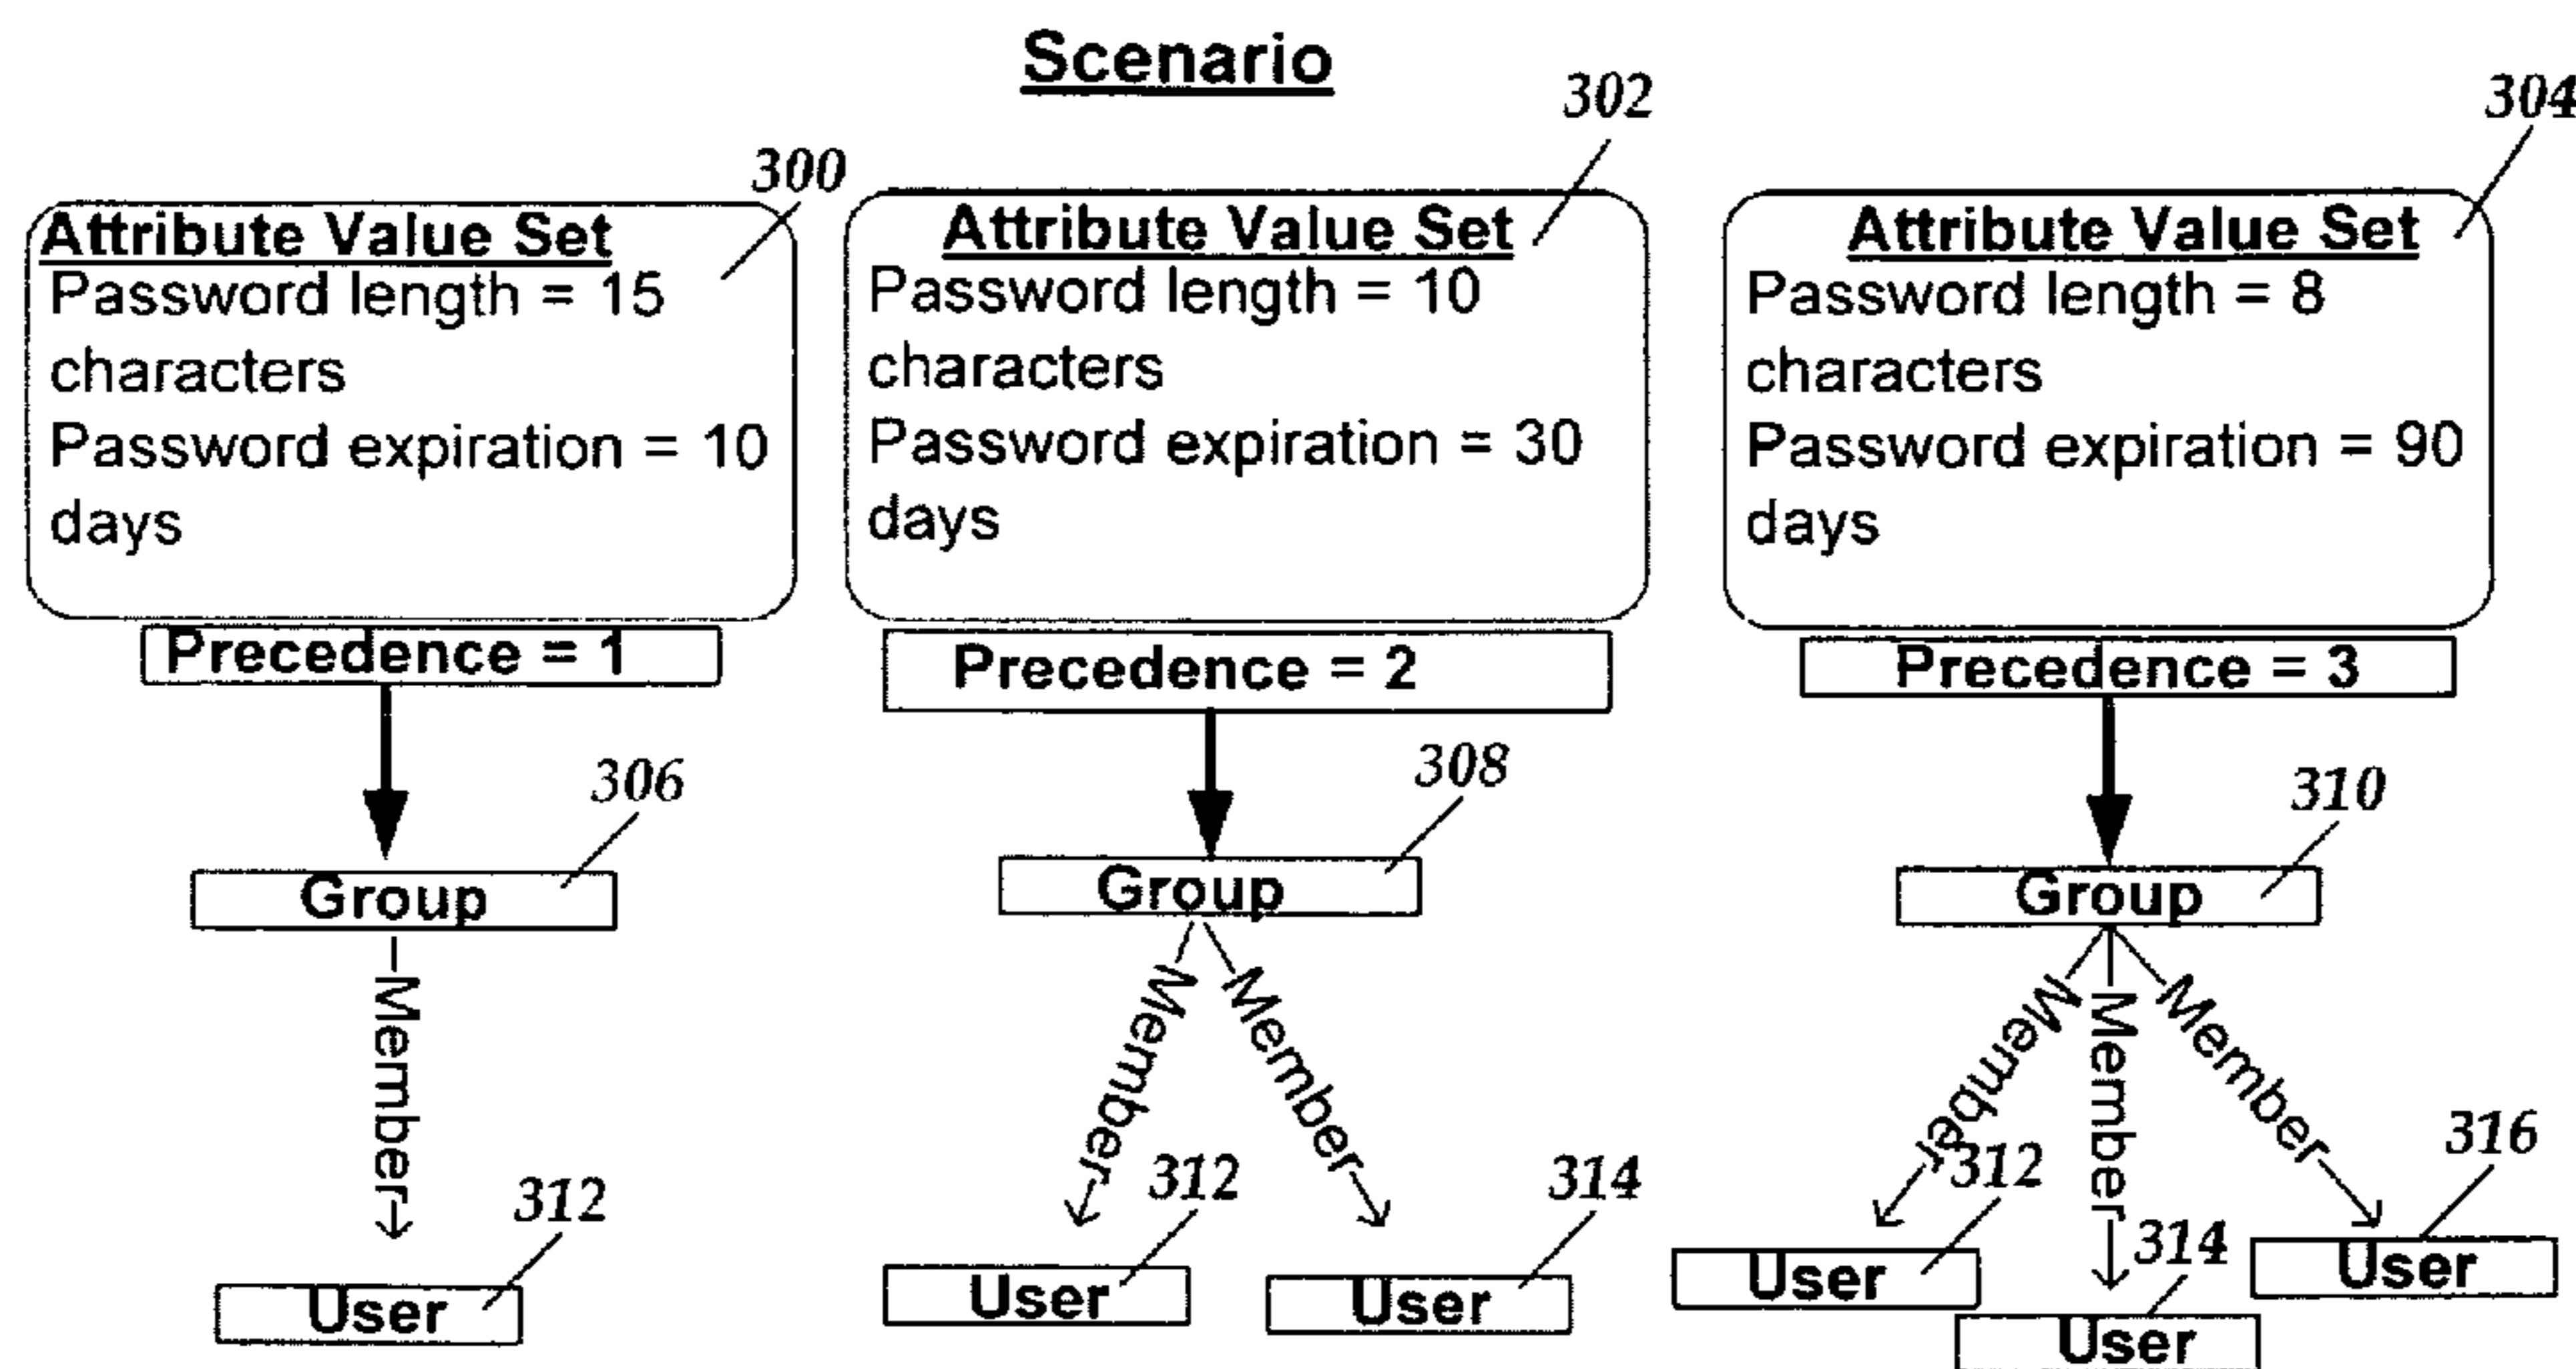 Scenario
300
302
304
Attribute Value Set
Password length = 15
characters
Password expiration = 10
days
Attribute Value Set
Password length = 10
characters
Password expiration = 30
days
Attribute Value Set
Password length = 8
characters
Password expiration = 90
days
Precedence = 1
Precedence = 2
Precedence = 3
306
308
310
Group
Group
Group
Member
Member
Member
Member
Member
Member
312
312
314
312
314
316
User
User
User
User
User
User